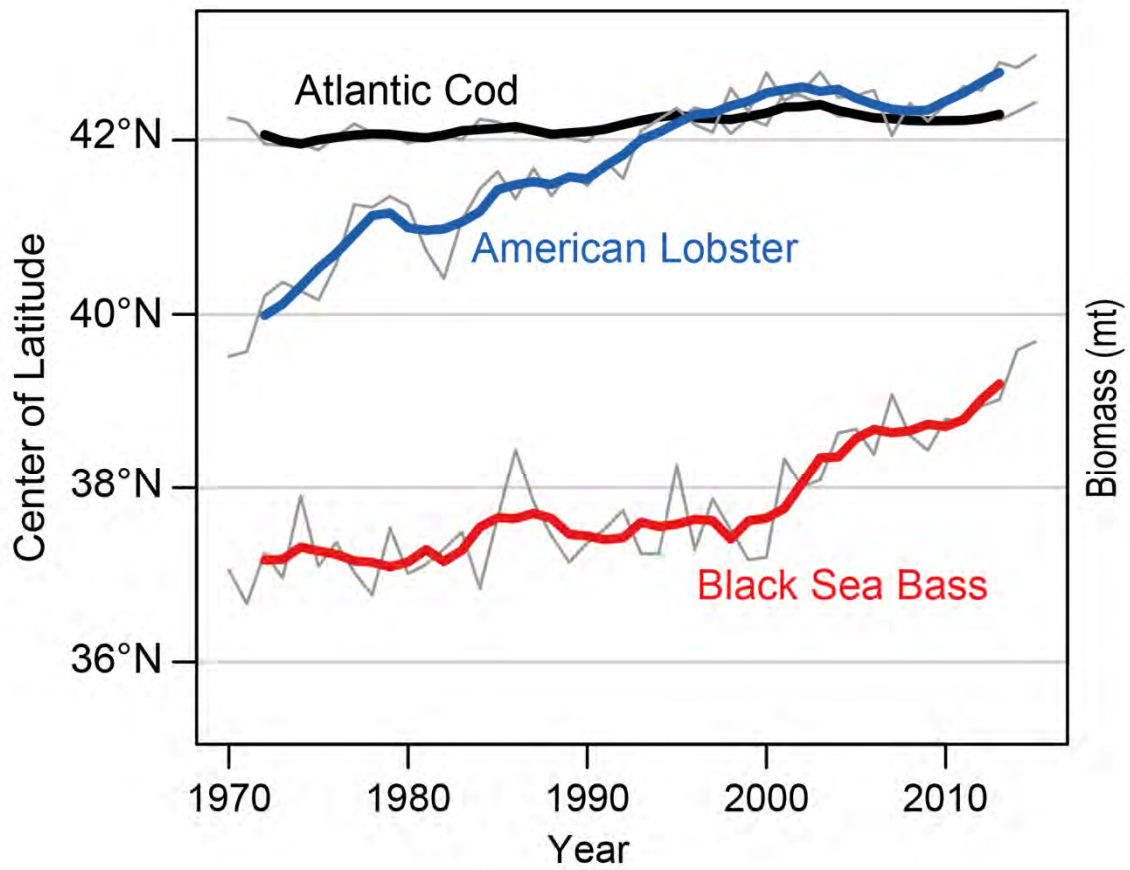 Atlantic Cod
American Lobster
Black Sea Bass
Center of Latitude
42°N
40°N
38°N
36°N
Biomass (mt)
1970 1980 1990 2000 2010
Year